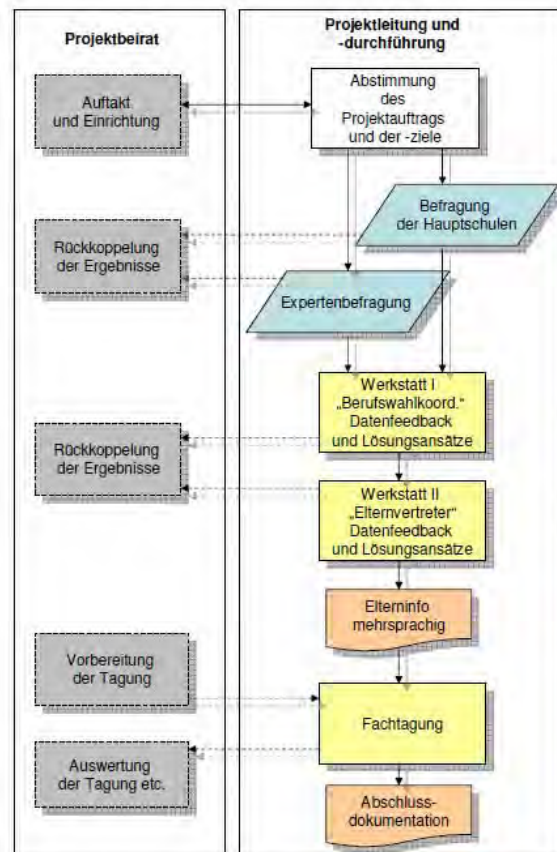 Projektbeirat
Projektleitung und
-durchführung
Auftakt
und Einrichtung
Abstimmung
des
Projektauftrags
und der -ziele
Befragung
der Hauptschulen
Rückkoppelung
der Ergebnisse
Expertenbefragung
Werkstatt I
„Berufswahlkoord.“
Datenfeedback
und Lösungsansätze
Rückkoppelung
der Ergebnisse
Werkstatt II
„Elternvertreter“
Datenfeedback
und Lösungsansätze
Elterninfo
mehrsprachig
Vorbereitung
der Tagung
Fachtagung
Auswertung
der Tagung etc.
Abschluss-
dokumentation